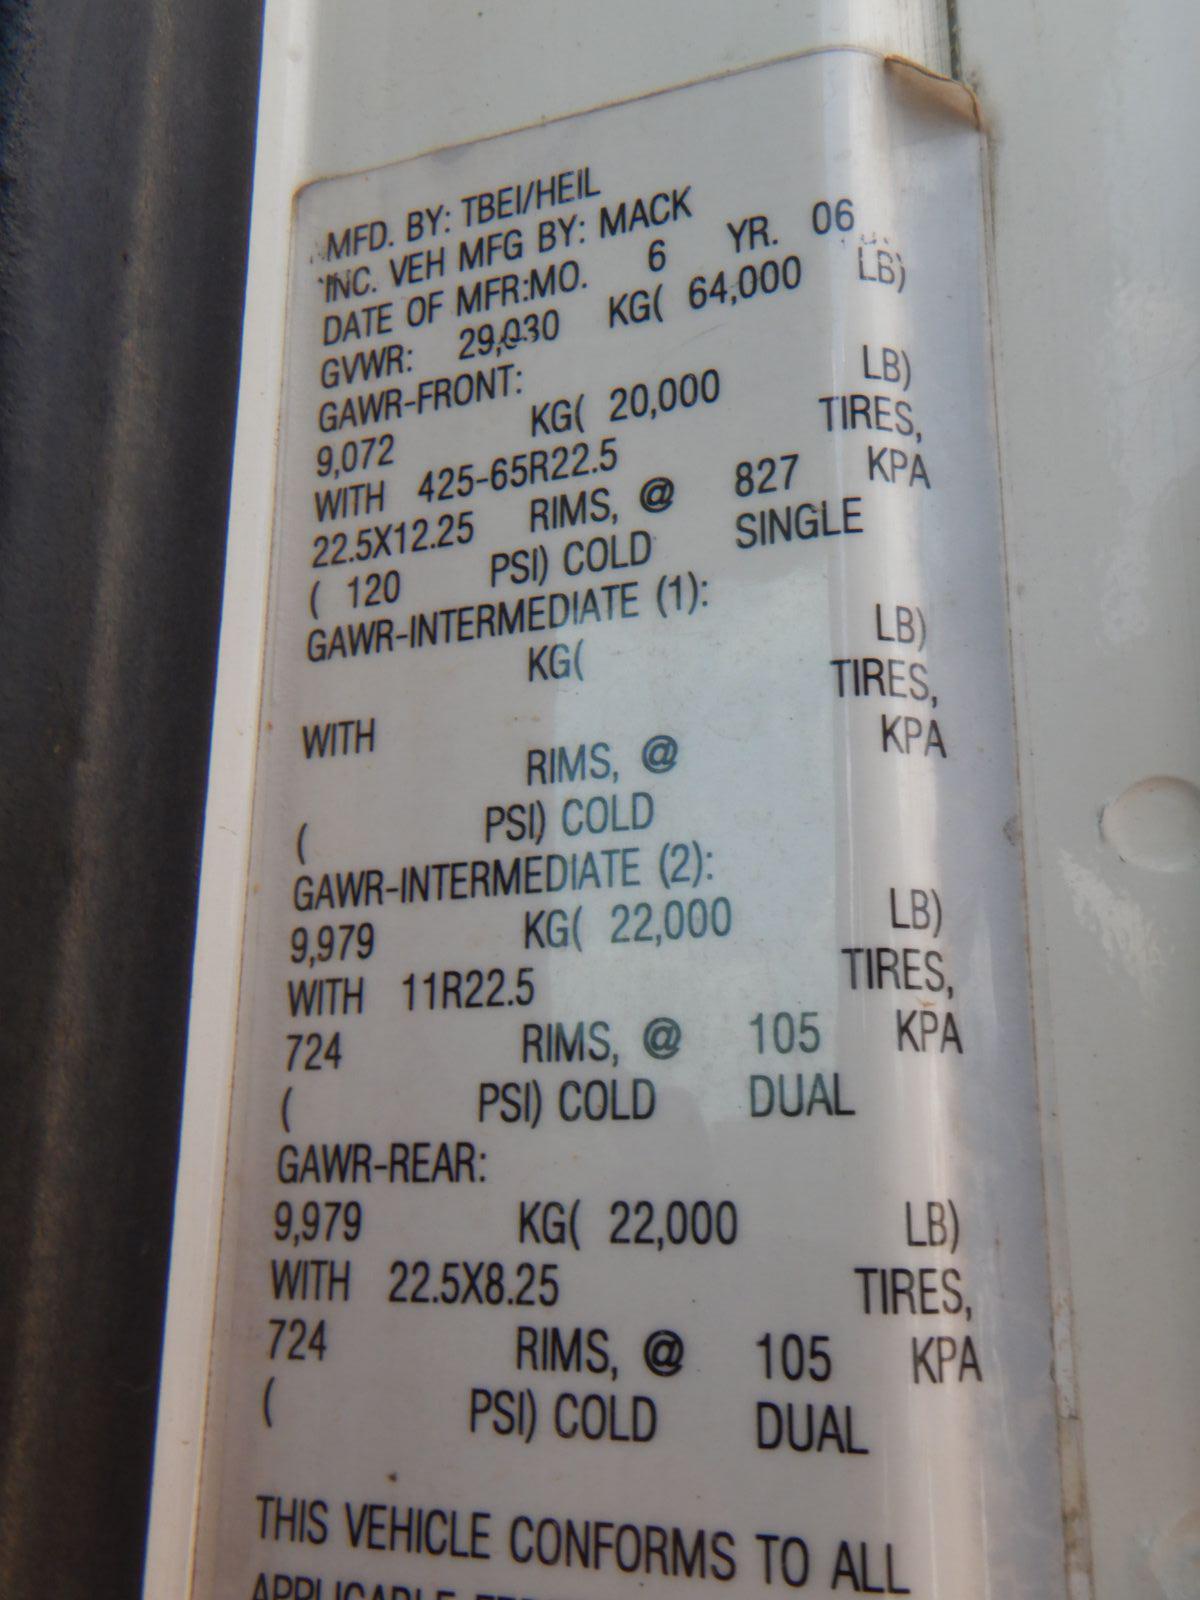 MFD. BY: TBEI/HEIL
INC. VEH MFG BY: MACK
DATE OF MFR:MO. 6 YR. 06
GVWR: 29,030 KG( 64,000 LB)
GAWR-FRONT:
9,072 KG( 20,000 LB)
WITH 425-65R22.5 TIRES,
22.5X12.25 RIMS, @ 827 KPA
( 120 PSI) COLD SINGLE
GAWR-INTERMEDIATE (1):
KG( LB)
WITH TIRES,
RIMS, @ KPA
( PSI) COLD
GAWR-INTERMEDIATE (2):
9,979 KG( 22,000 LB)
WITH 11R22.5 TIRES,
724 RIMS, @ 105 KPA
( PSI) COLD DUAL
GAWR-REAR:
9,979 KG( 22,000 LB)
WITH 22.5X8.25 TIRES,
724 RIMS, @ 105 KPA
( PSI) COLD DUAL
THIS VEHICLE CONFORMS TO ALL
APPLICABLE